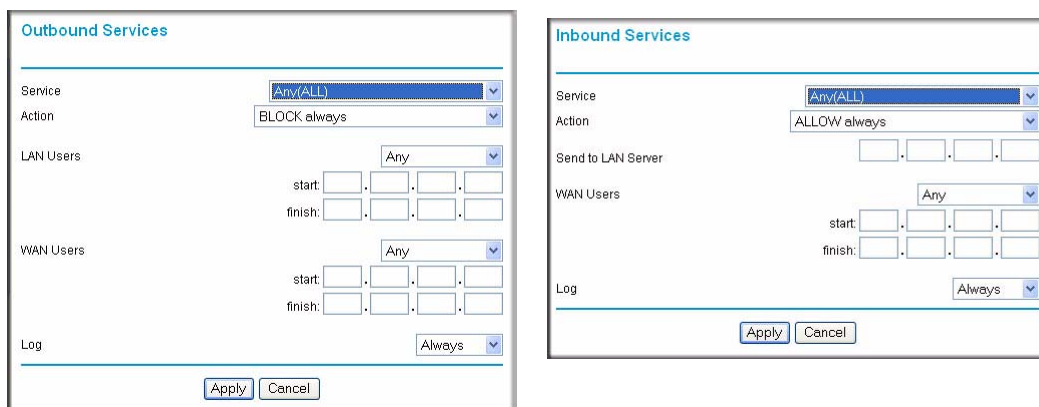 Outbound Services
Service Any(ALL)
Action BLOCK always
LAN Users Any
start: . . .
finish: . . .
WAN Users Any
start: . . .
finish: . . .
Log Always
Apply Cancel
Inbound Services
Service Any(ALL)
Action ALLOW always
Send to LAN Server . . .
WAN Users Any
start: . . .
finish: . . .
Log Always
Apply Cancel